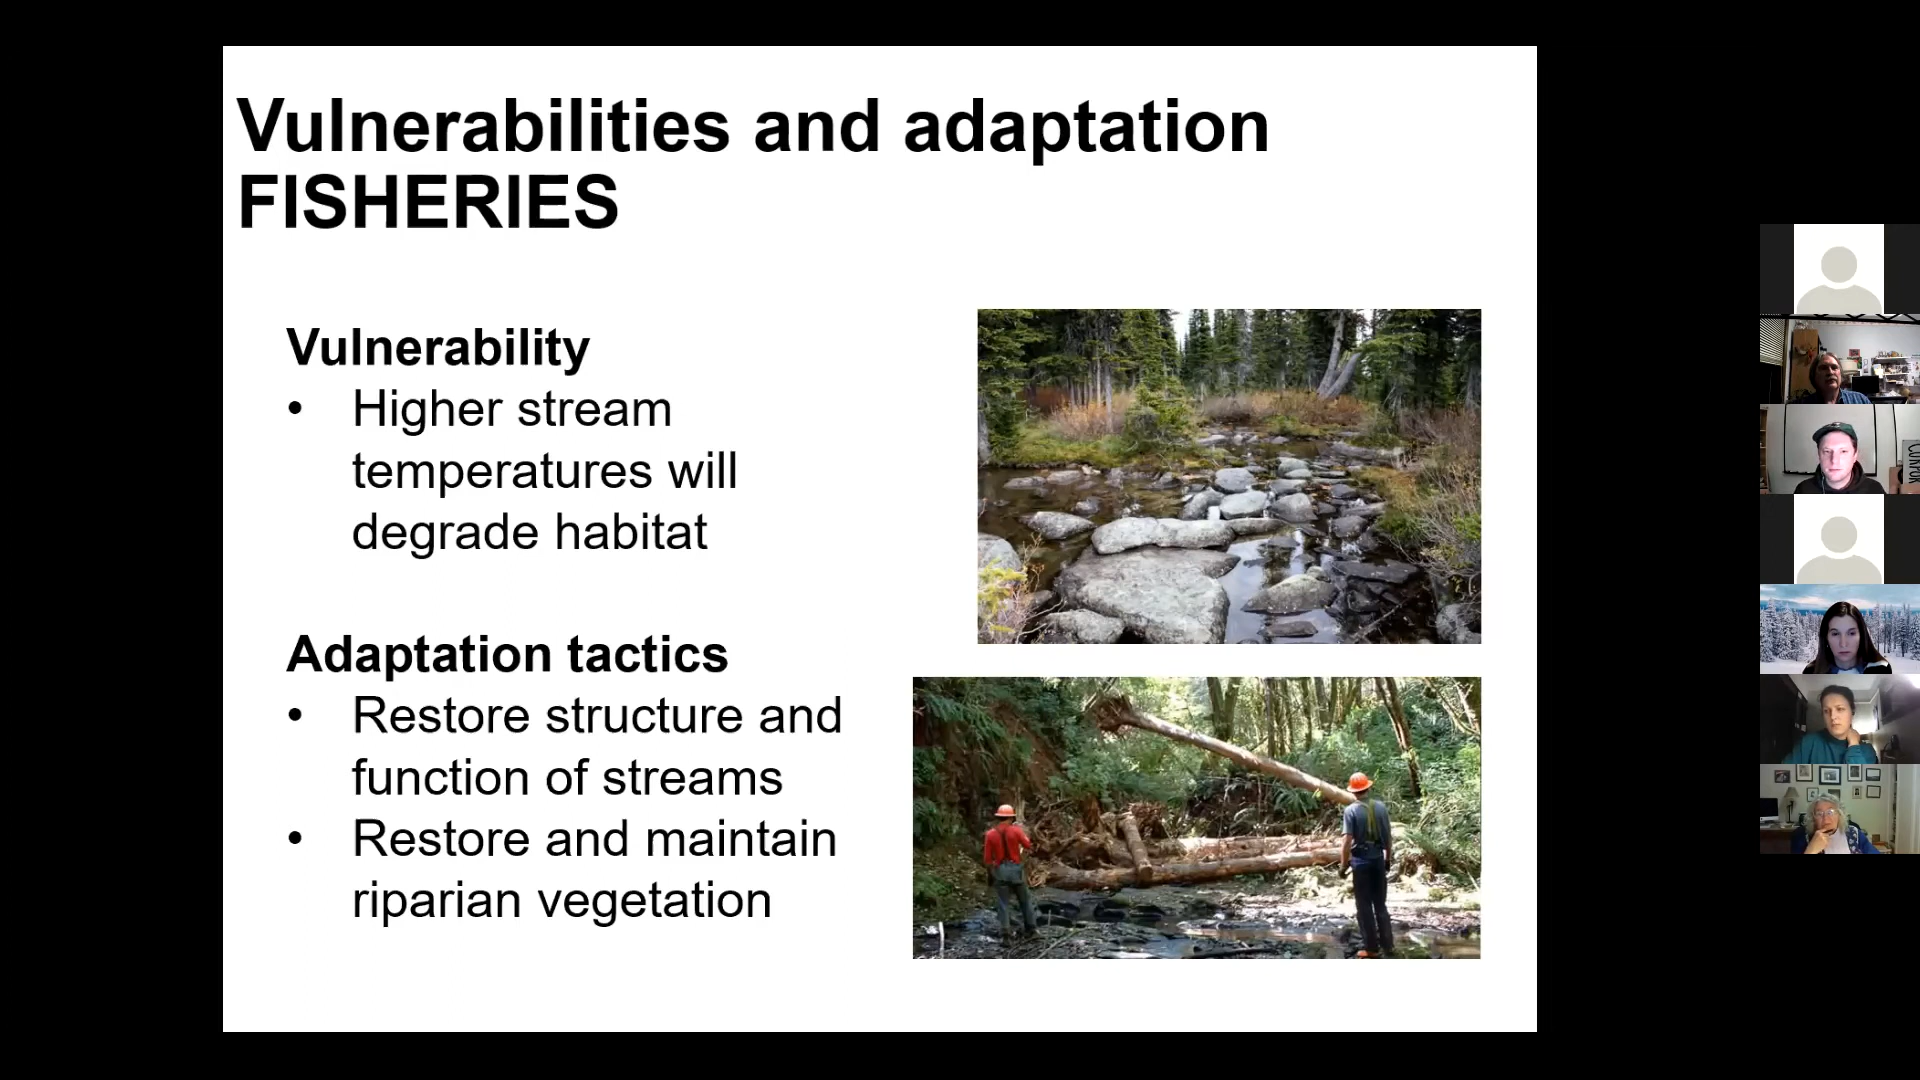 Vulnerabilities and adaptation
FISHERIES
Vulnerability
• Higher stream
temperatures will
degrade habitat
Adaptation tactics
• Restore structure and
function of streams
• Restore and maintain
riparian vegetation